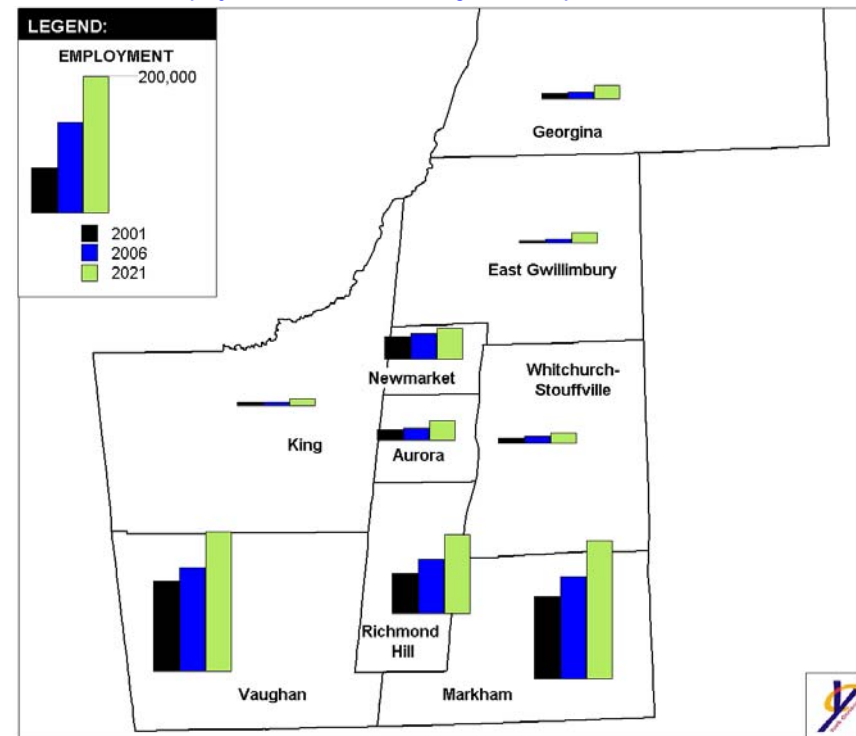 LEGEND:
EMPLOYMENT
200,000
2001
2006
2021
Georgina
East Gwillimbury
Newmarket
Whitchurch-
Stouffville
King
Aurora
Richmond
Hill
Vaughan
Markham